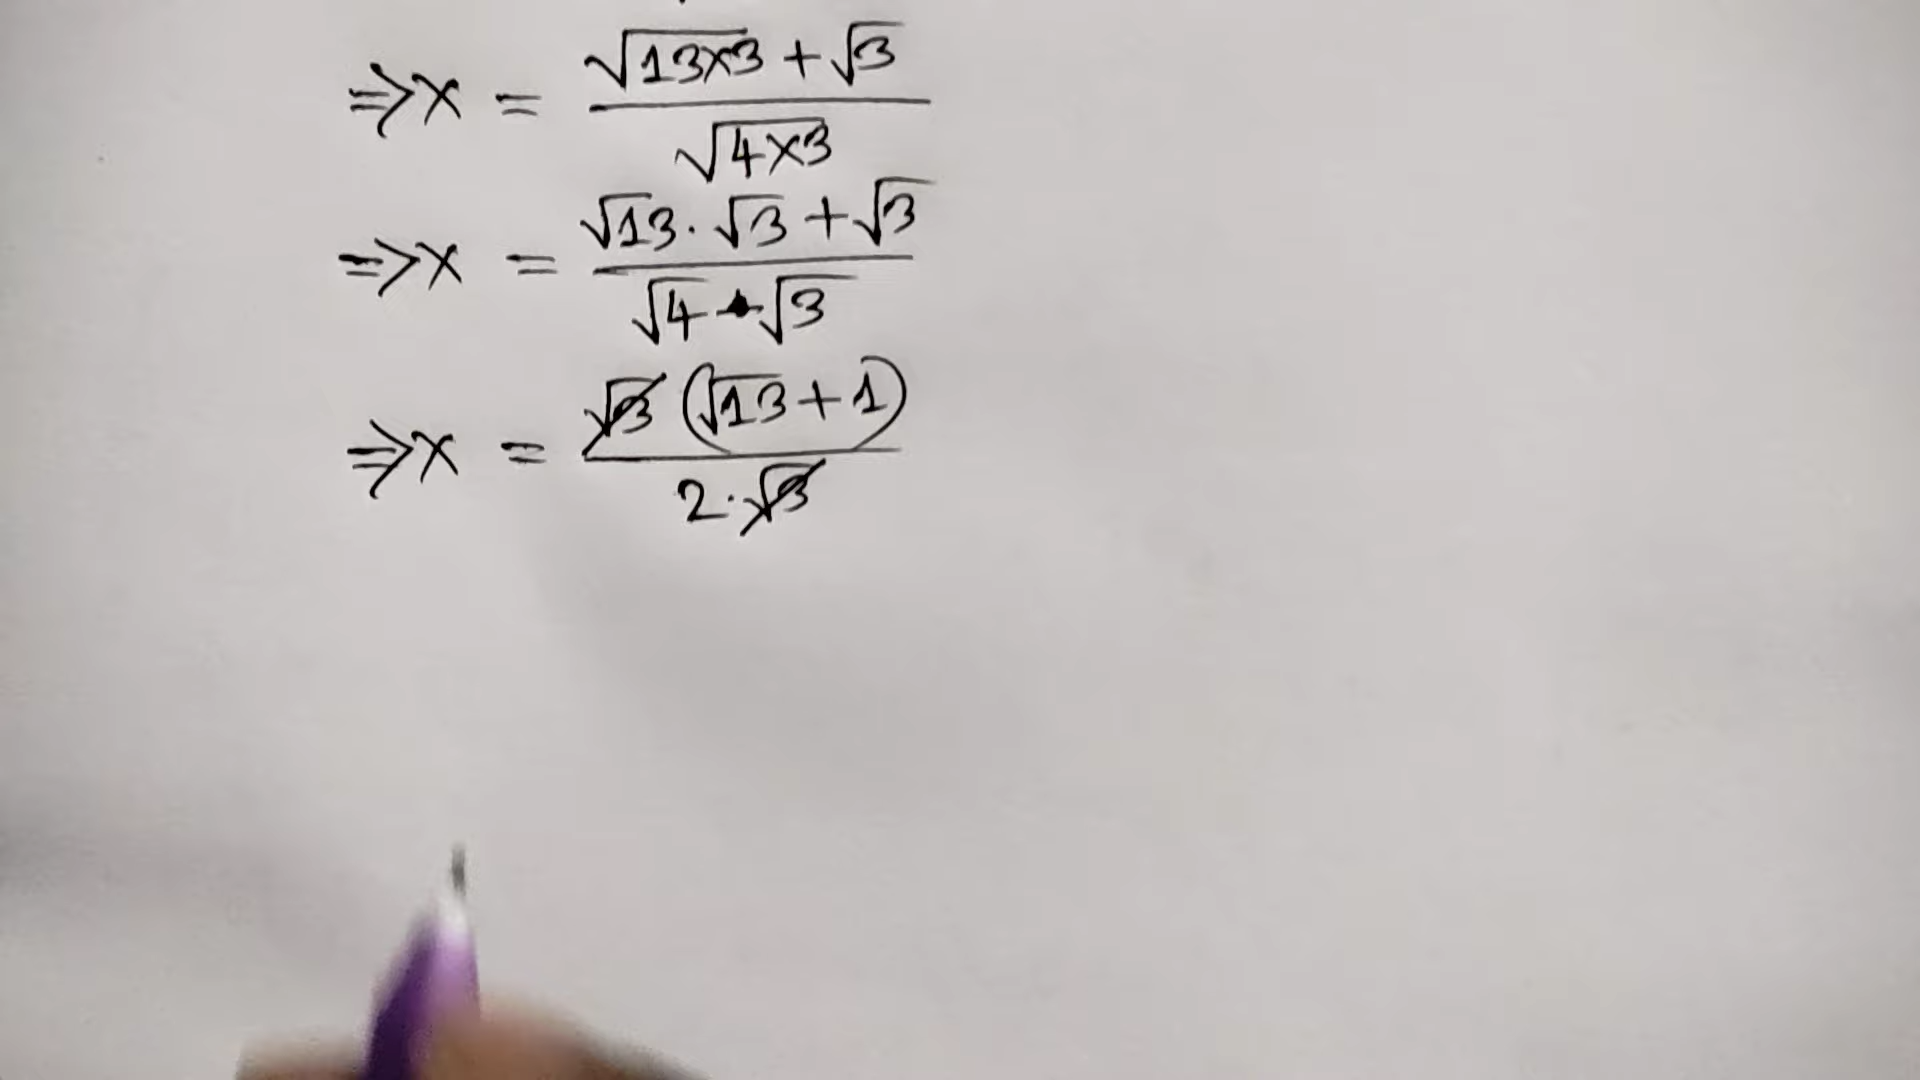 ⇒x = (√(13×3) + √3) / √(4×3)
⇒x = (√13 · √3 + √3) / (√4 · √3)
⇒x = √3 (√13 + 1) / (2 · √3)